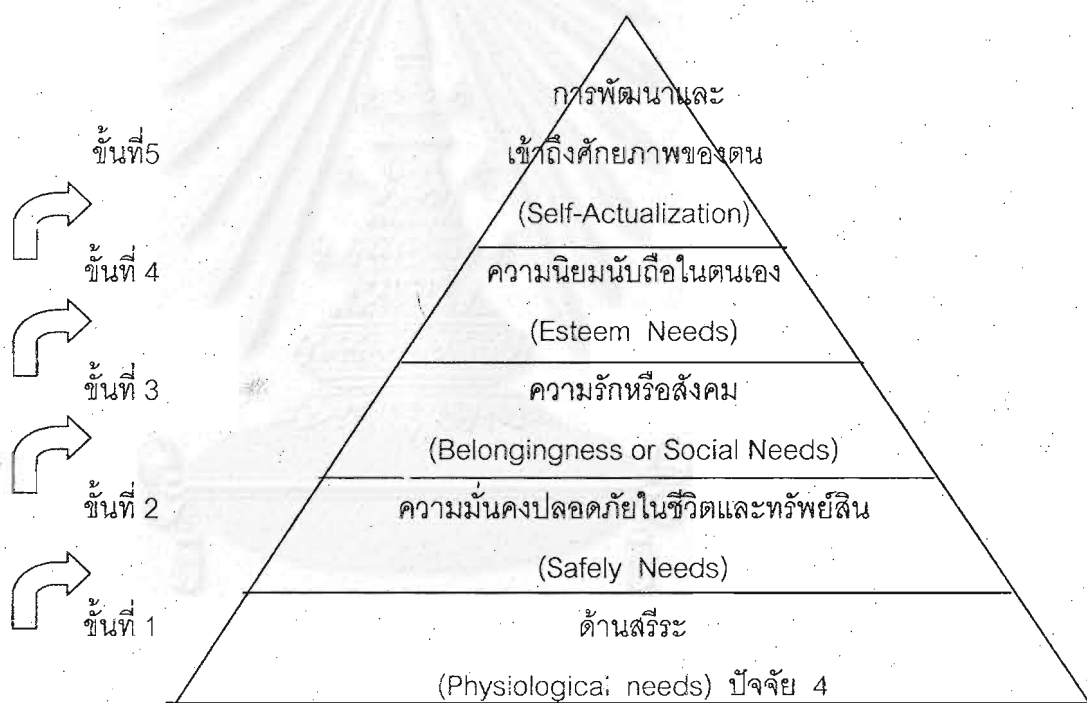 การพัฒนาและ
ขั้นที่5 เข้าถึงศักยภาพของตน
(Self-Actualization)
ขั้นที่ 4 ความนิยมนับถือในตนเอง
(Esteem Needs)
ขั้นที่ 3 ความรักหรือสังคม
(Belongingness or Social Needs)
ขั้นที่ 2 ความมั่นคงปลอดภัยในชีวิตและทรัพย์สิน
(Safely Needs)
ขั้นที่ 1 ด้านสรีระ
(Physiological needs) ปัจจัย 4